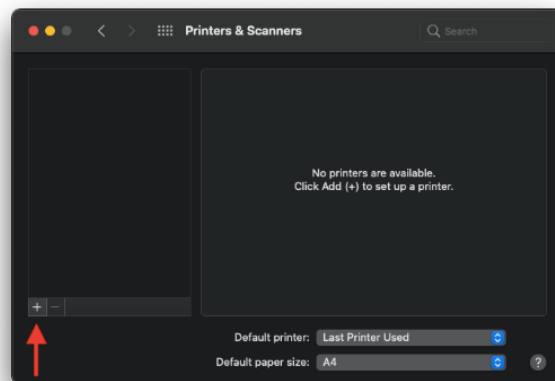 Printers & Scanners
Search
No printers are available.
Click Add (+) to set up a printer.
+ −
Default printer: Last Printer Used
Default paper size: A4
?